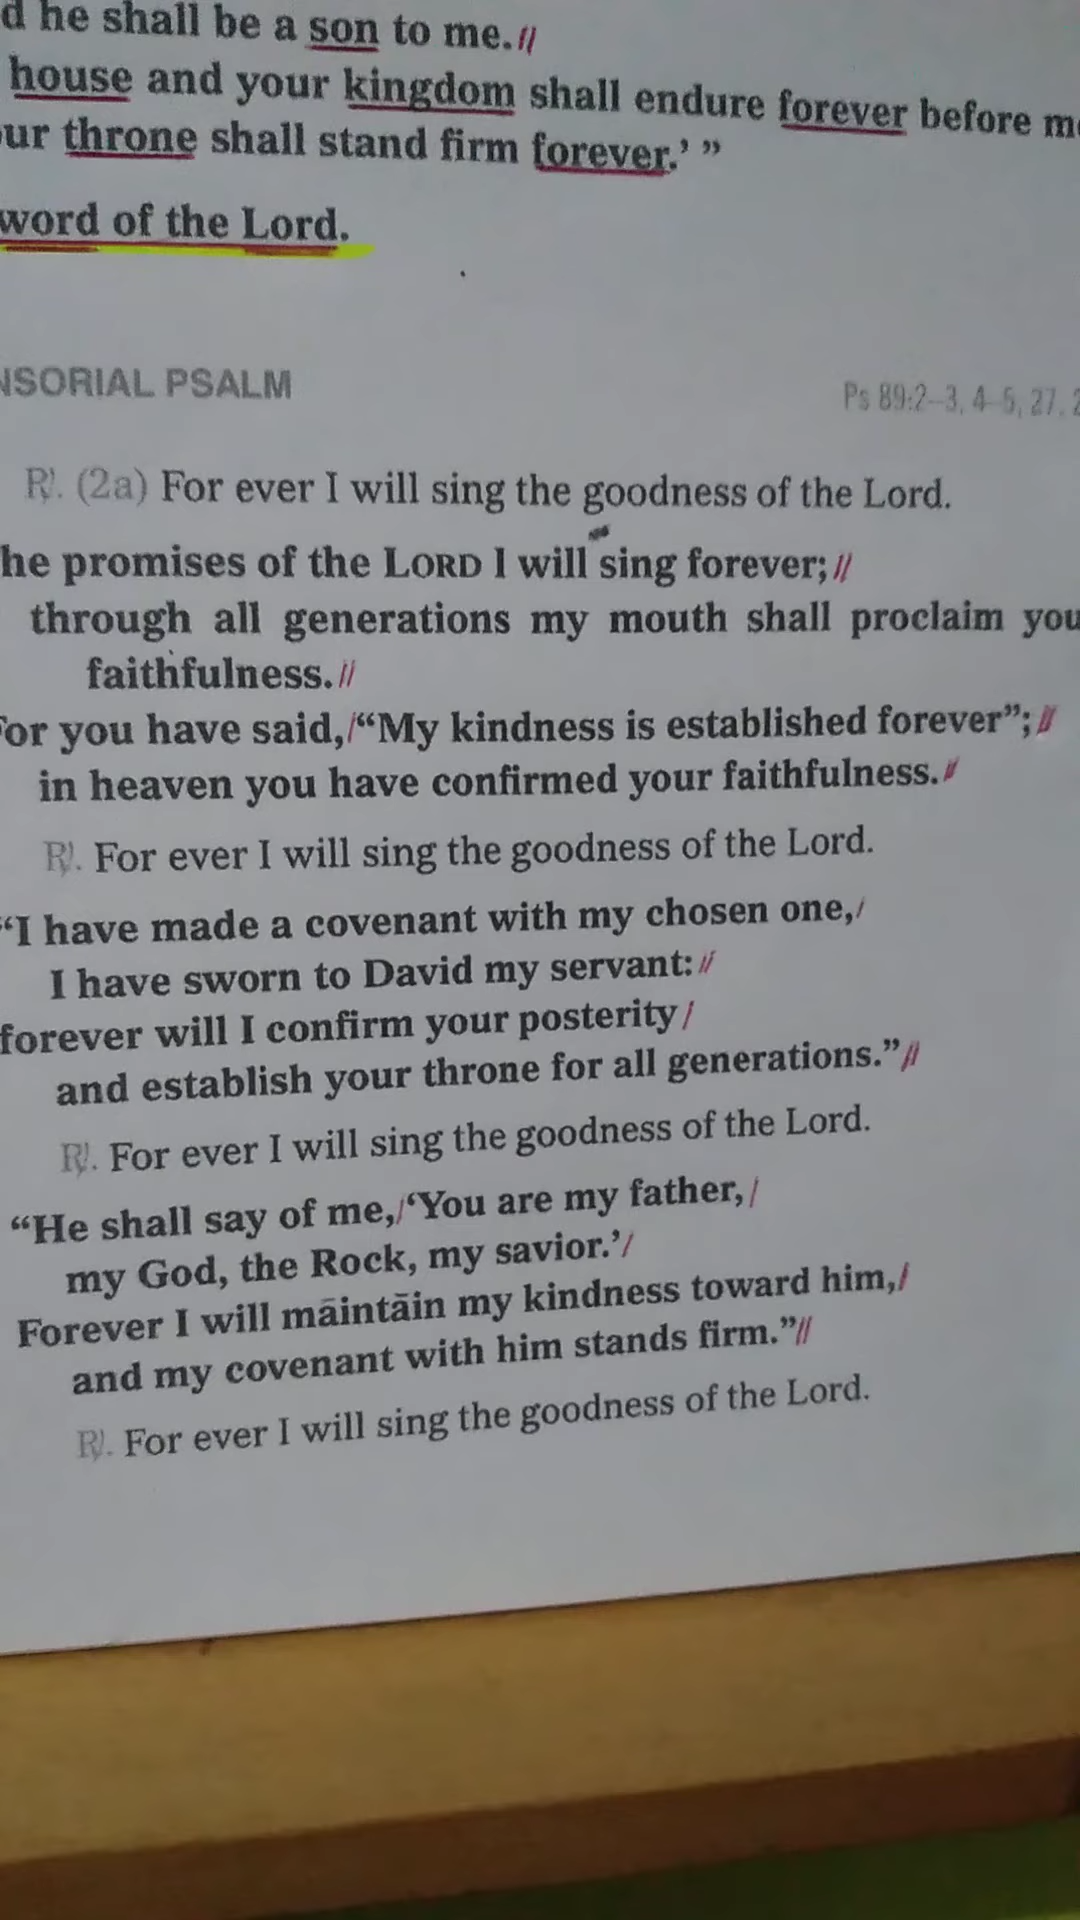 he shall be a son to me.//
house and your kingdom shall endure forever before
throne shall stand firm forever.’ ”
word of the Lord.
NSORIAL PSALM
Ps 89:2–3, 4–5, 27,
℟. (2a) For ever I will sing the goodness of the Lord.
he promises of the LORD I will sing forever;//
through all generations my mouth shall proclaim you
faithfulness.//
For you have said,/“My kindness is established forever”;//
in heaven you have confirmed your faithfulness.//
℟. For ever I will sing the goodness of the Lord.
“I have made a covenant with my chosen one,/
I have sworn to David my servant://
forever will I confirm your posterity/
and establish your throne for all generations.”//
℟. For ever I will sing the goodness of the Lord.
“He shall say of me,/‘You are my father,/
my God, the Rock, my savior.’/
Forever I will māintāin my kindness toward him,/
and my covenant with him stands firm.”//
℟. For ever I will sing the goodness of the Lord.